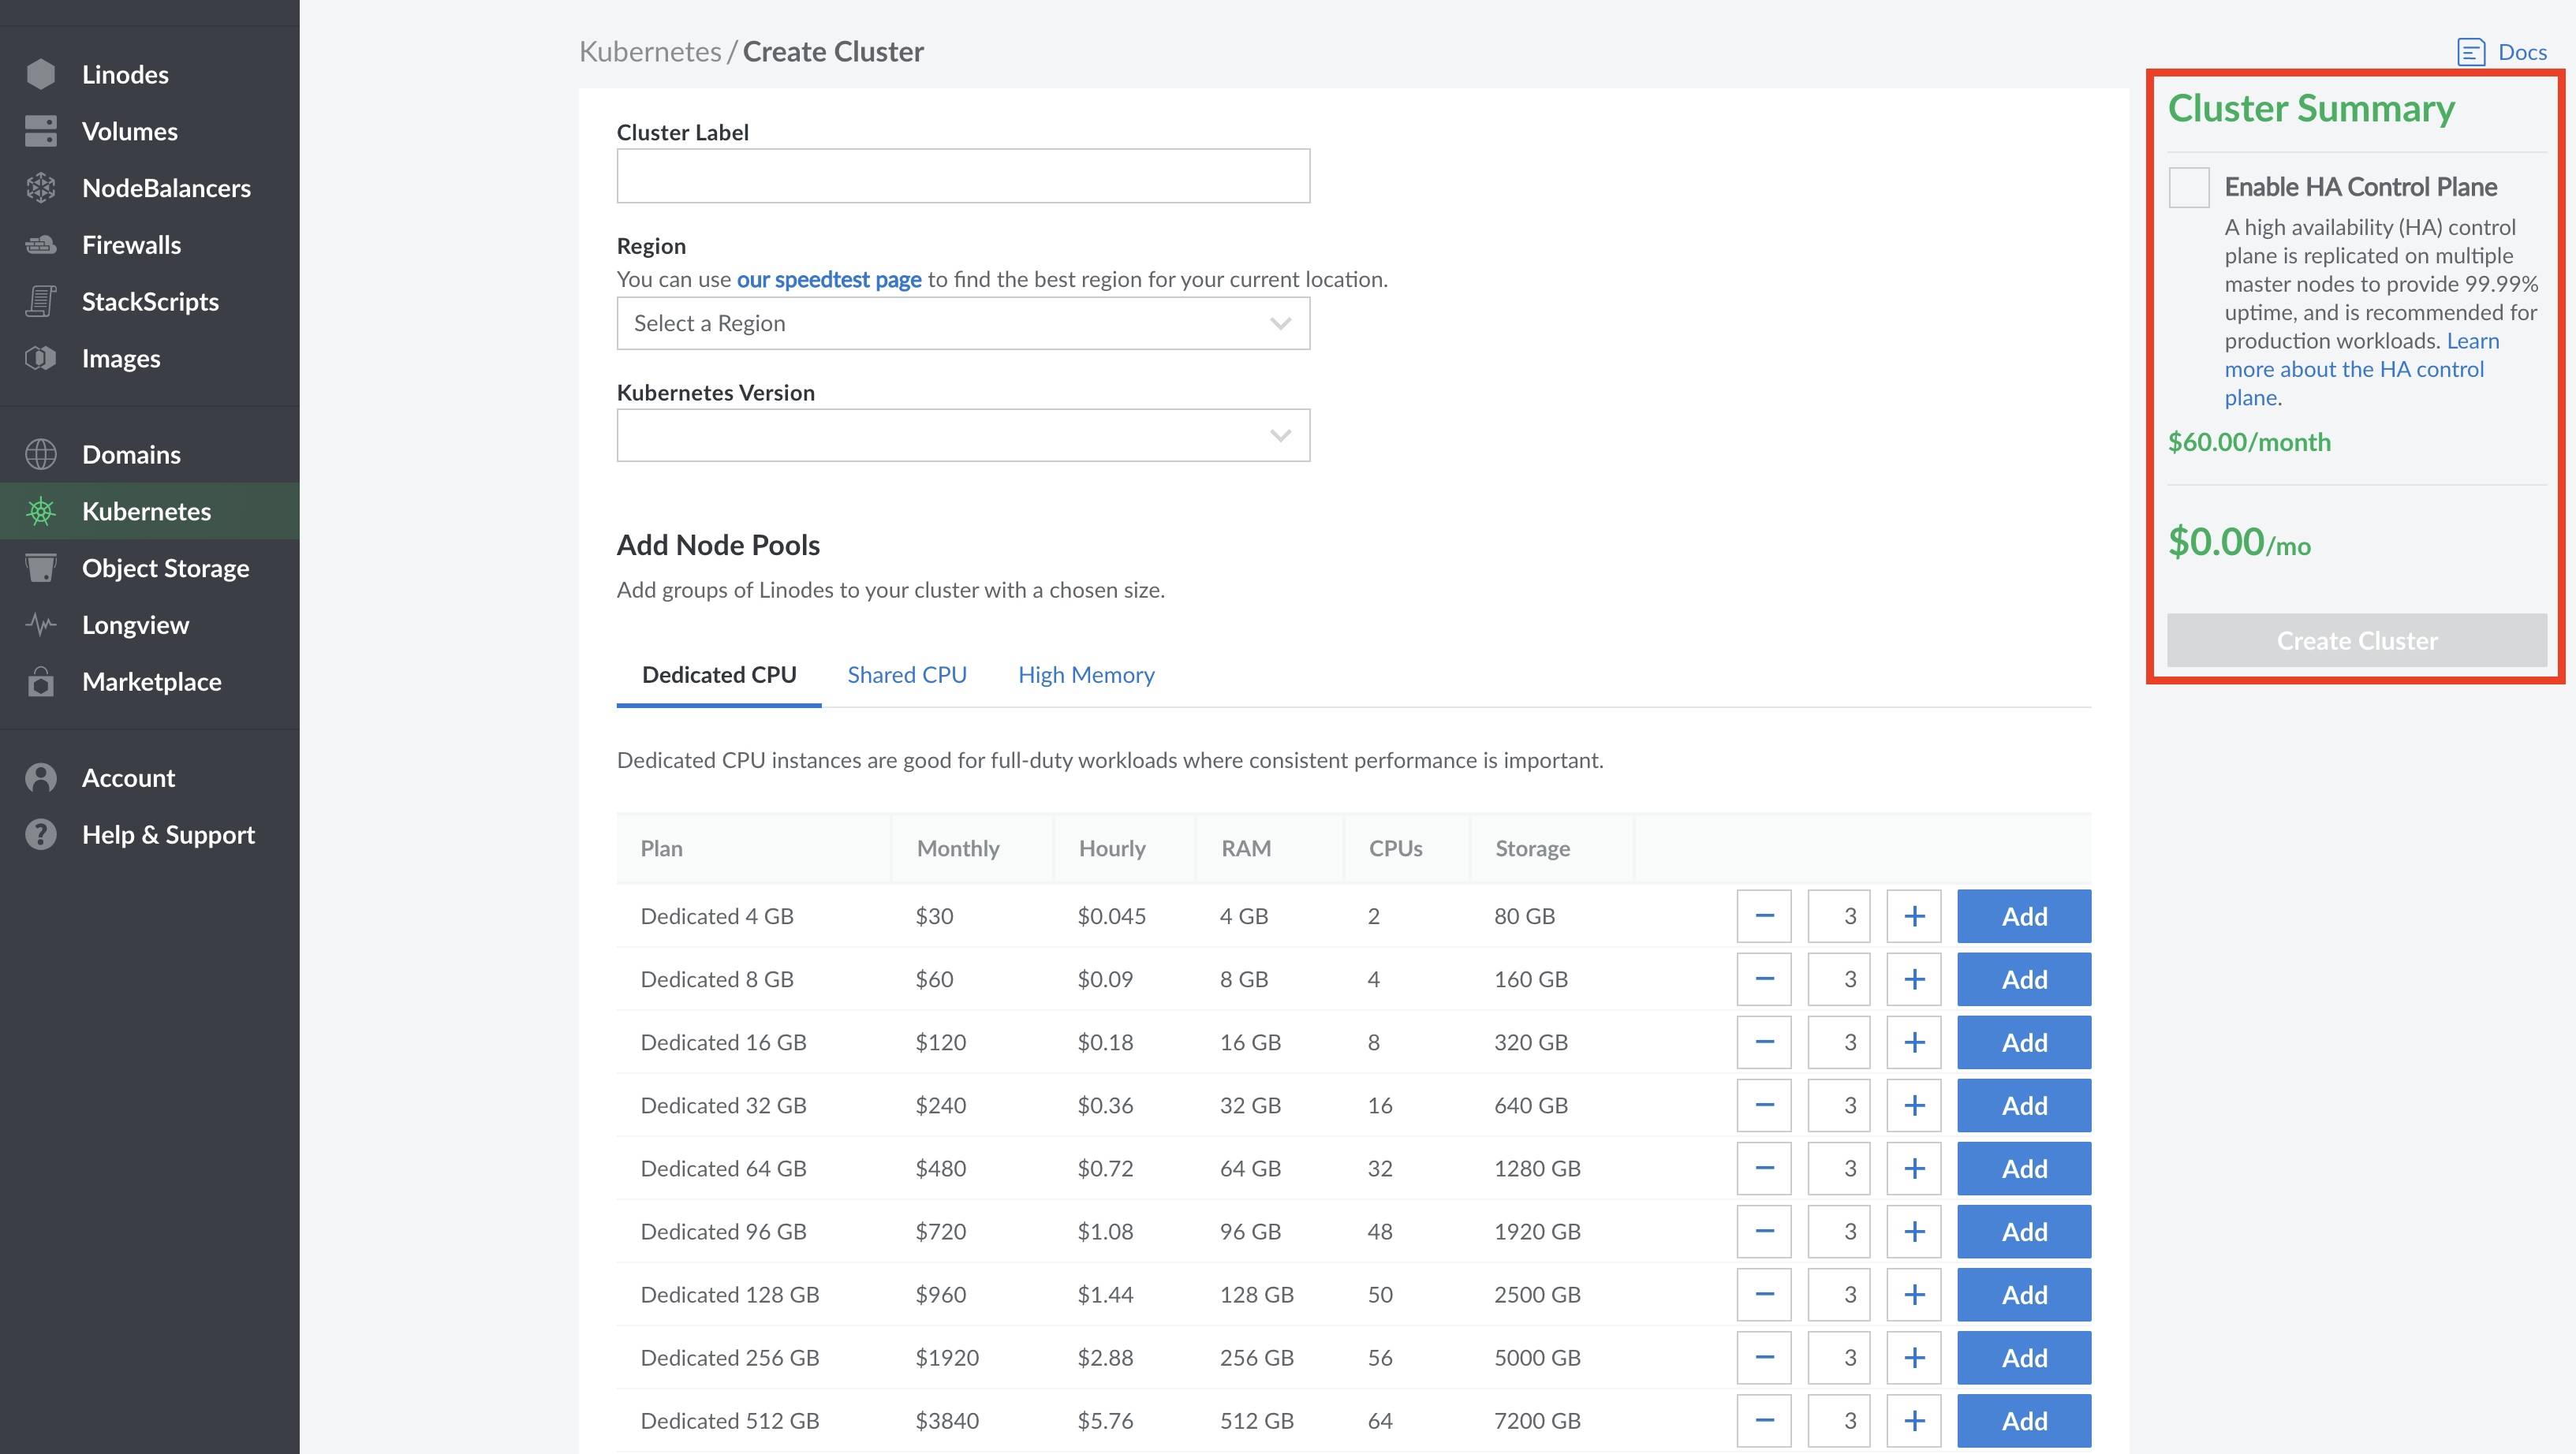 Linodes
Volumes
NodeBalancers
Firewalls
StackScripts
Images
Domains
Kubernetes
Object Storage
Longview
Marketplace
Account
Help & Support
Kubernetes / Create Cluster
Docs
Cluster Label
Region
You can use our speedtest page to find the best region for your current location.
Select a Region
Kubernetes Version
Add Node Pools
Add groups of Linodes to your cluster with a chosen size.
Dedicated CPU Shared CPU High Memory
Dedicated CPU instances are good for full-duty workloads where consistent performance is important.
Plan Monthly Hourly RAM CPUs Storage
Dedicated 4 GB $30 $0.045 4 GB 2 80 GB − 3 + Add
Dedicated 8 GB $60 $0.09 8 GB 4 160 GB − 3 + Add
Dedicated 16 GB $120 $0.18 16 GB 8 320 GB − 3 + Add
Dedicated 32 GB $240 $0.36 32 GB 16 640 GB − 3 + Add
Dedicated 64 GB $480 $0.72 64 GB 32 1280 GB − 3 + Add
Dedicated 96 GB $720 $1.08 96 GB 48 1920 GB − 3 + Add
Dedicated 128 GB $960 $1.44 128 GB 50 2500 GB − 3 + Add
Dedicated 256 GB $1920 $2.88 256 GB 56 5000 GB − 3 + Add
Dedicated 512 GB $3840 $5.76 512 GB 64 7200 GB − 3 + Add
Cluster Summary
Enable HA Control Plane
A high availability (HA) control
plane is replicated on multiple
master nodes to provide 99.99%
uptime, and is recommended for
production workloads. Learn
more about the HA control
plane.
$60.00/month
$0.00/mo
Create Cluster